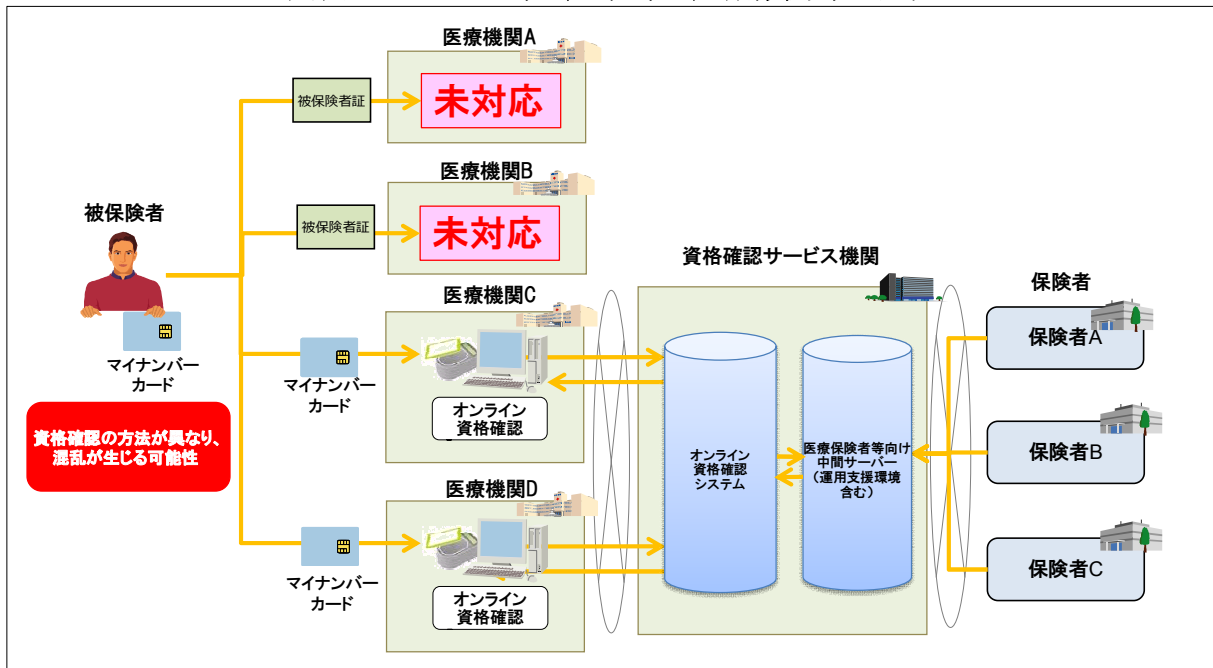 医療機関A
被保険者証
未対応
医療機関B
被保険者証
未対応
被保険者
マイナンバー
カード
資格確認の方法が異なり、
混乱が生じる可能性
医療機関C
マイナンバー
カード
オンライン
資格確認
医療機関D
マイナンバー
カード
オンライン
資格確認
資格確認サービス機関
オンライン
資格確認
システム
医療保険者等向け
中間サーバー
（運用支援環境
含む）
保険者
保険者A
保険者B
保険者C